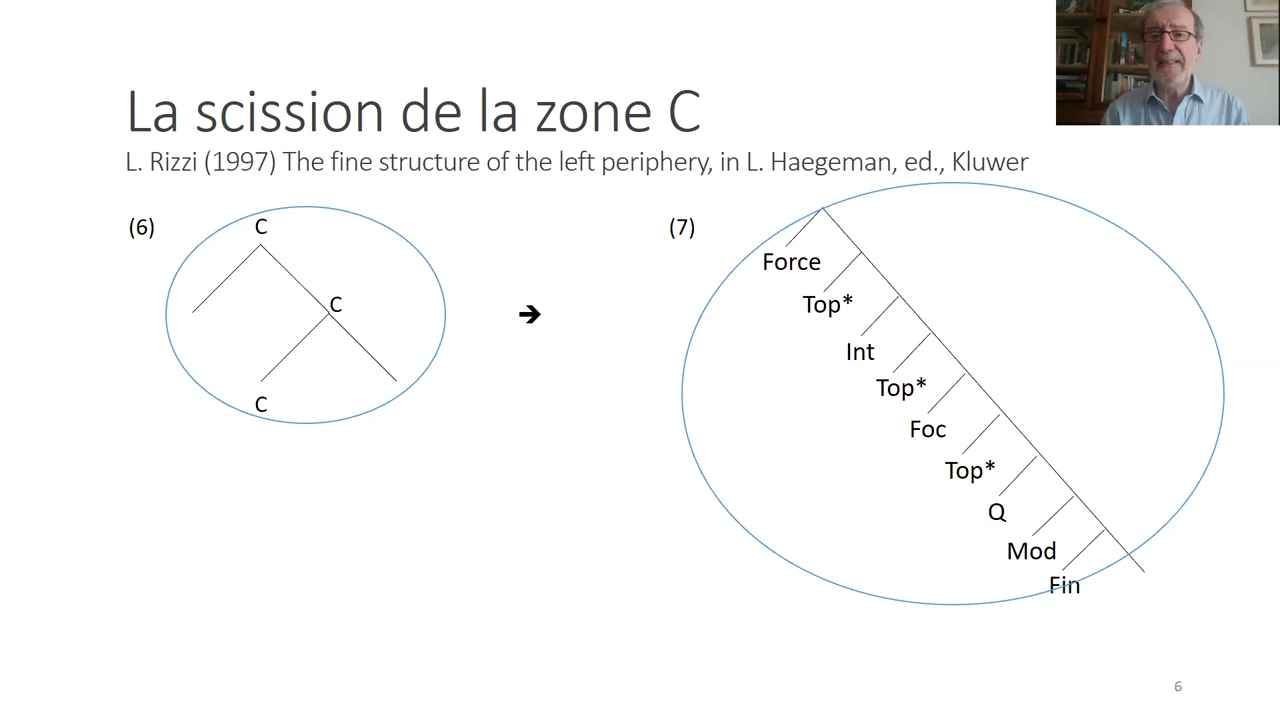 La scission de la zone C
L. Rizzi (1997) The fine structure of the left periphery, in L. Haegeman, ed., Kluwer
(6)
C
C
C
➔
(7)
Force
Top*
Int
Top*
Foc
Top*
Q
Mod
Fin
6